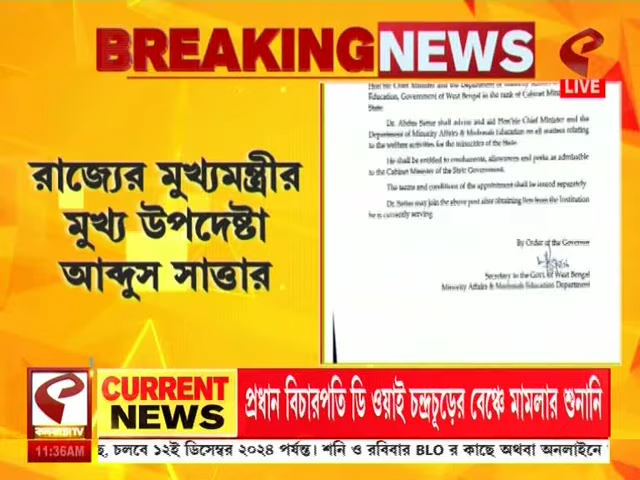 BREAKING NEWS
LIVE
রাজ্যের মুখ্যমন্ত্রীর
মুখ্য উপদেষ্টা
আব্দুস সাত্তার
Hon'ble Chief Minister and the Department of Minority Affairs
Education, Government of West Bengal in the rank of Cabinet
State.
Dr. Abdus Sattar shall advise and aid Hon'ble Chief Minister and the
Department of Minority Affairs & Madrasah Education on all matters relating
to the welfare activities for the minorities of the State.
He shall be entitled to emoluments, allowances and perks as admissible
to the Cabinet Minister of the State Government.
The terms and conditions of the appointment shall be issued separately
Dr. Sattar may join the above post after obtaining lien from the Institution
he is currently serving.
By Order of the Governor
Secretary to the Govt. of West Bengal
Minority Affairs & Madrasah Education Department
CURRENT NEWS
প্রধান বিচারপতি ডি ওয়াই চন্দ্রচূড়ের বেঞ্চে মামলার শুনানি
কলকাতাTV
11:36AM
ছে, চলবে ১২ই ডিসেম্বর ২০২৪ পর্যন্ত। শনি ও রবিবার BLO র কাছে অথবা অনলাইনে